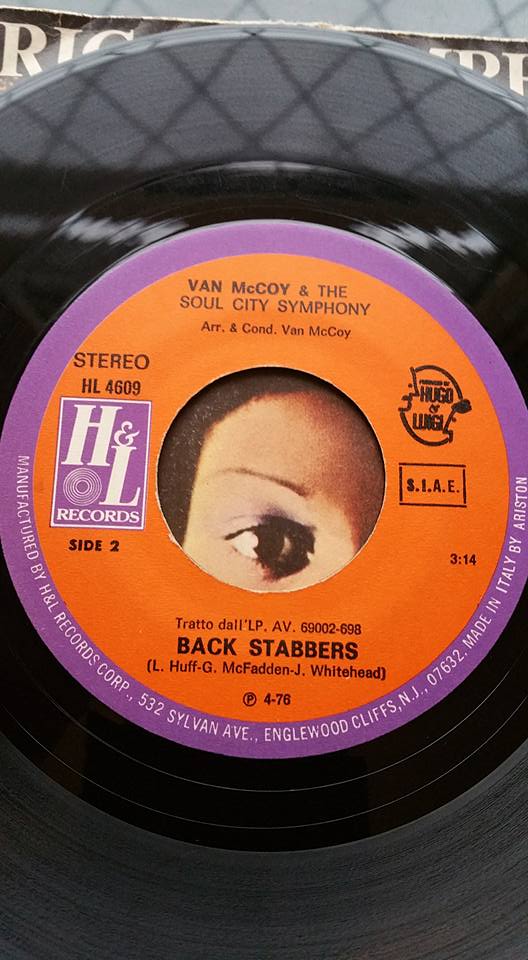 VAN McCOY & THE
SOUL CITY SYMPHONY
Arr. & Cond. Van McCoy
STEREO
HL 4609
H&L
RECORDS
SIDE 2
PRODUCED BY
HUGO
&
LUIGI
S.I.A.E.
3:14
Tratto dall'LP. AV. 69002-698
BACK STABBERS
(L. Huff-G. McFadden-J. Whitehead)
℗ 4-76
MANUFACTURED BY H&L RECORDS CORP., 532 SYLVAN AVE., ENGLEWOOD CLIFFS, N.J., 07632. MADE IN ITALY BY ARISTON